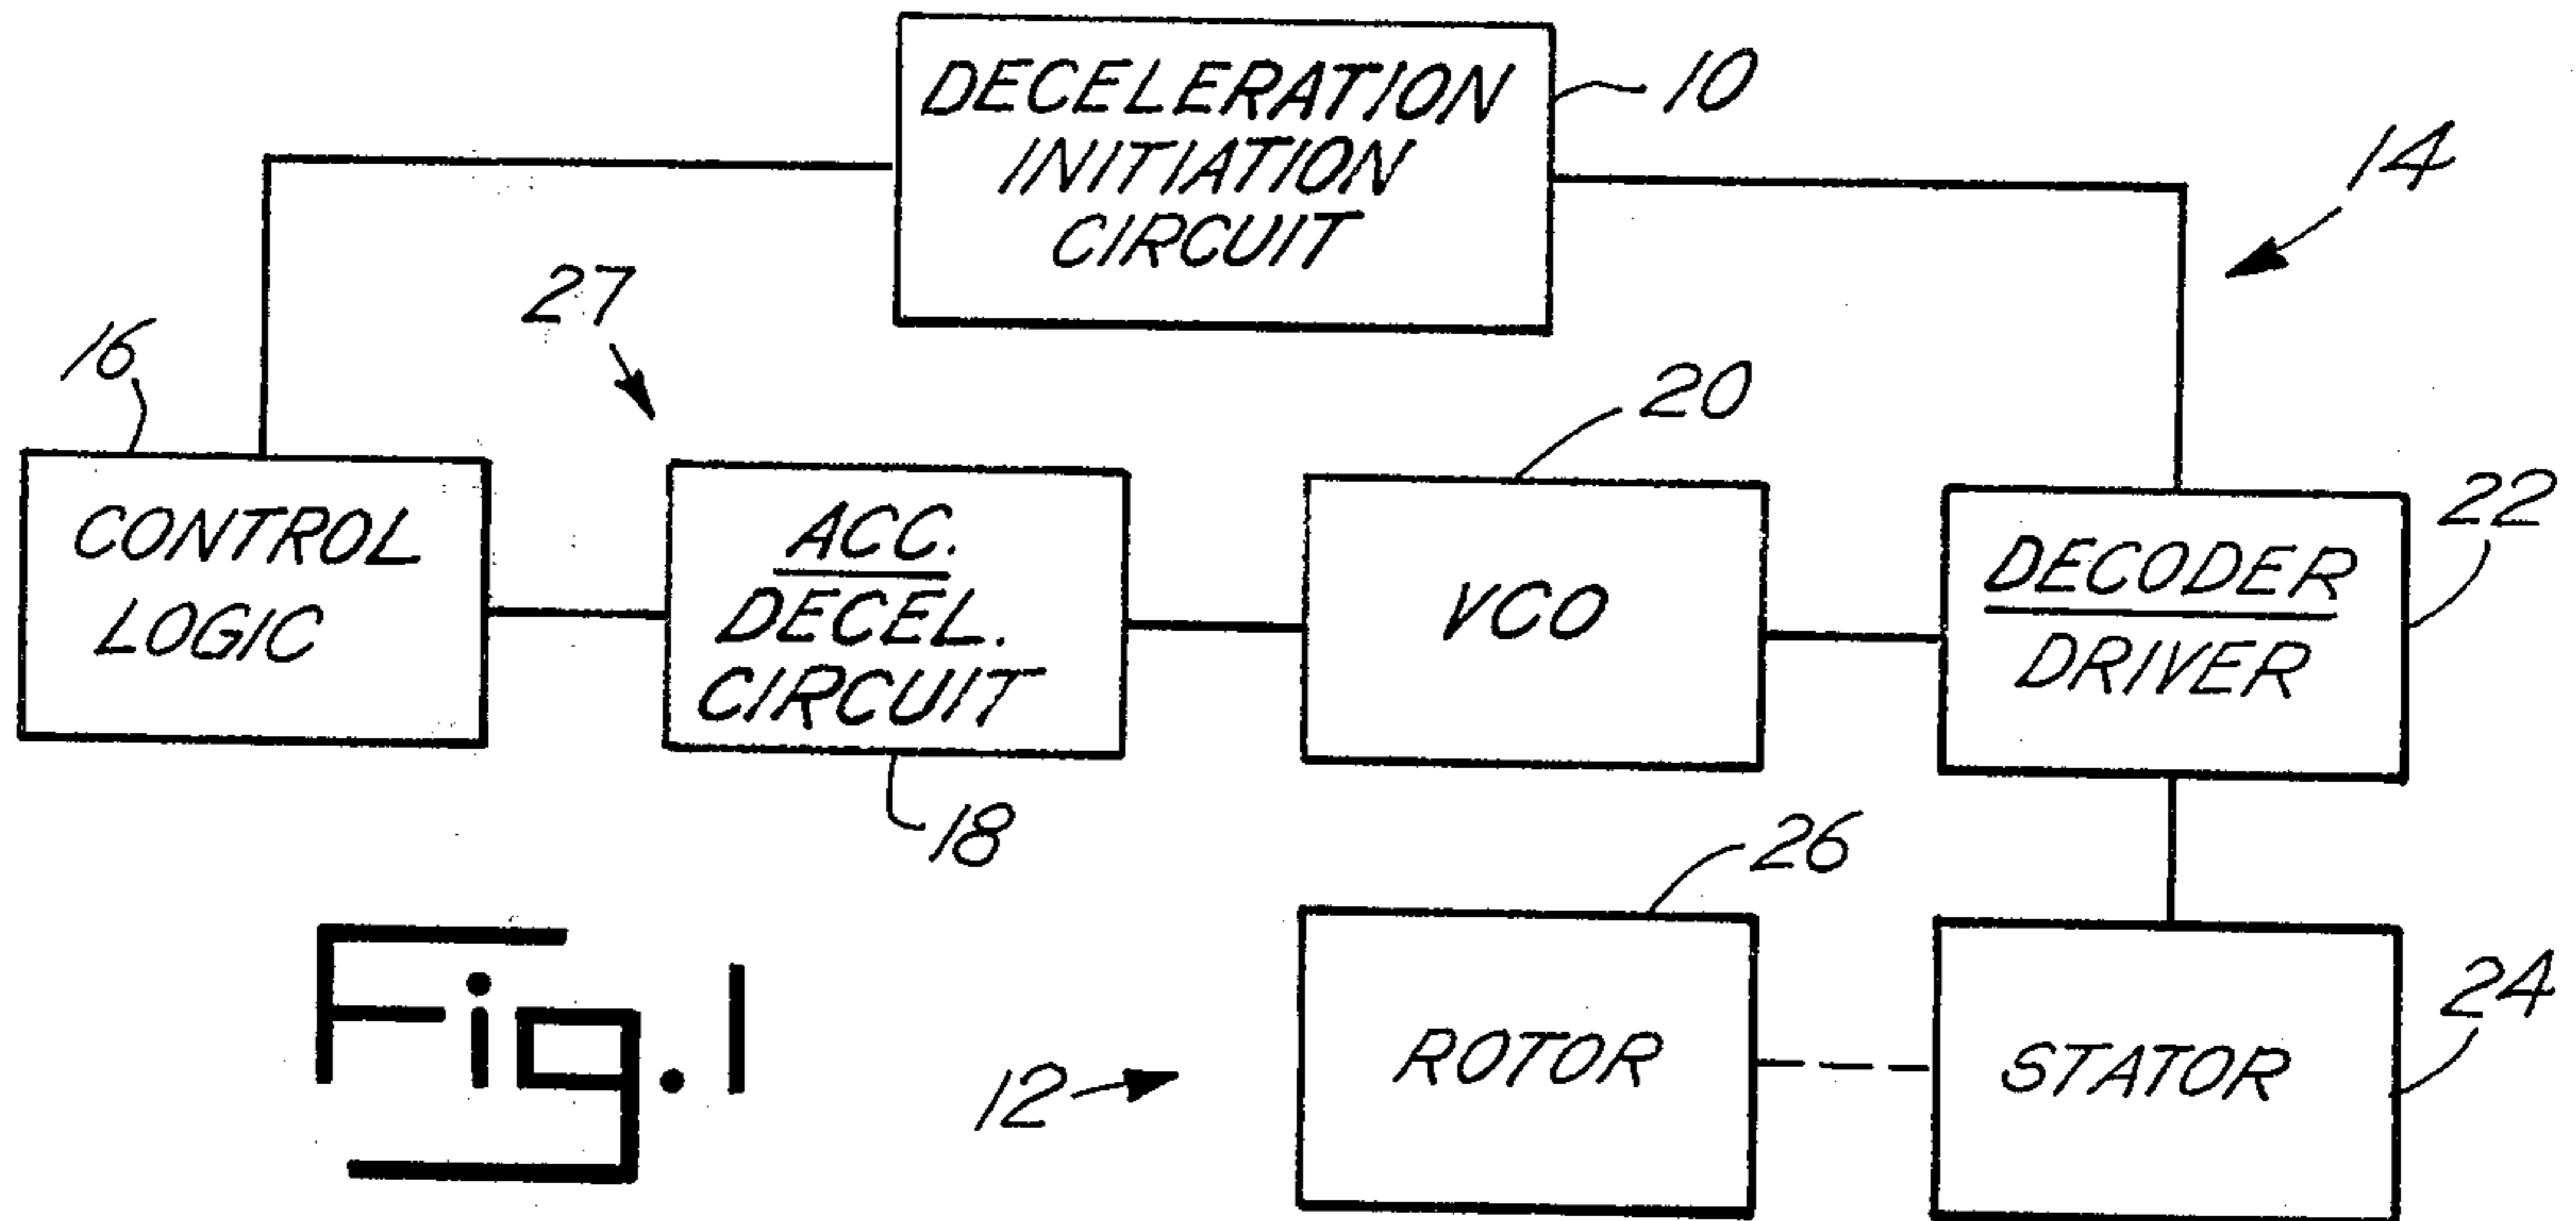 DECELERATION
INITIATION
CIRCUIT
10
14
27
16
CONTROL
LOGIC
ACC.
DECEL.
CIRCUIT
18
20
VCO
22
DECODER
DRIVER
26
ROTOR
12
24
STATOR
Fig. 1